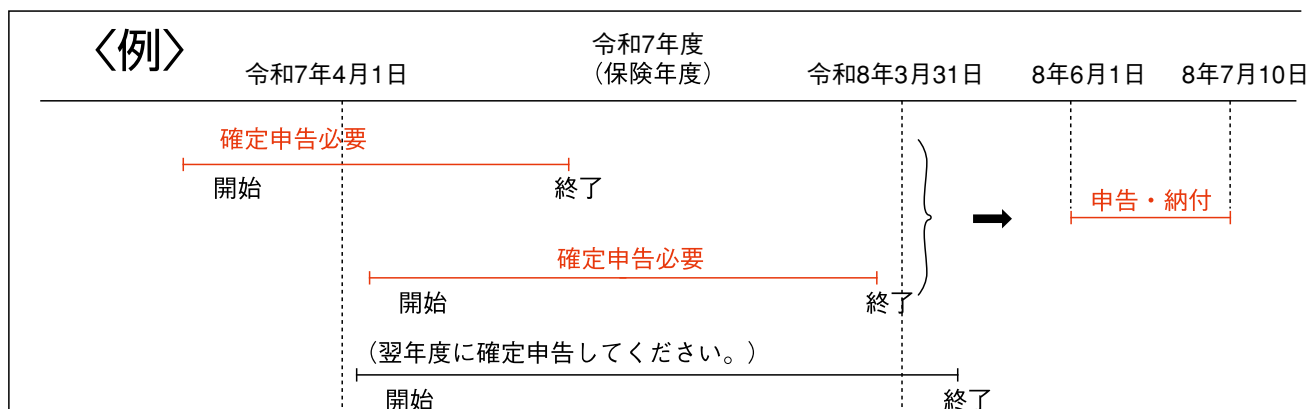 〈例〉
令和7年度
（保険年度）
令和7年4月1日
令和8年3月31日
8年6月1日
8年7月10日
確定申告必要
開始
終了
申告・納付
確定申告必要
開始
終了
（翌年度に確定申告してください。）
開始
終了